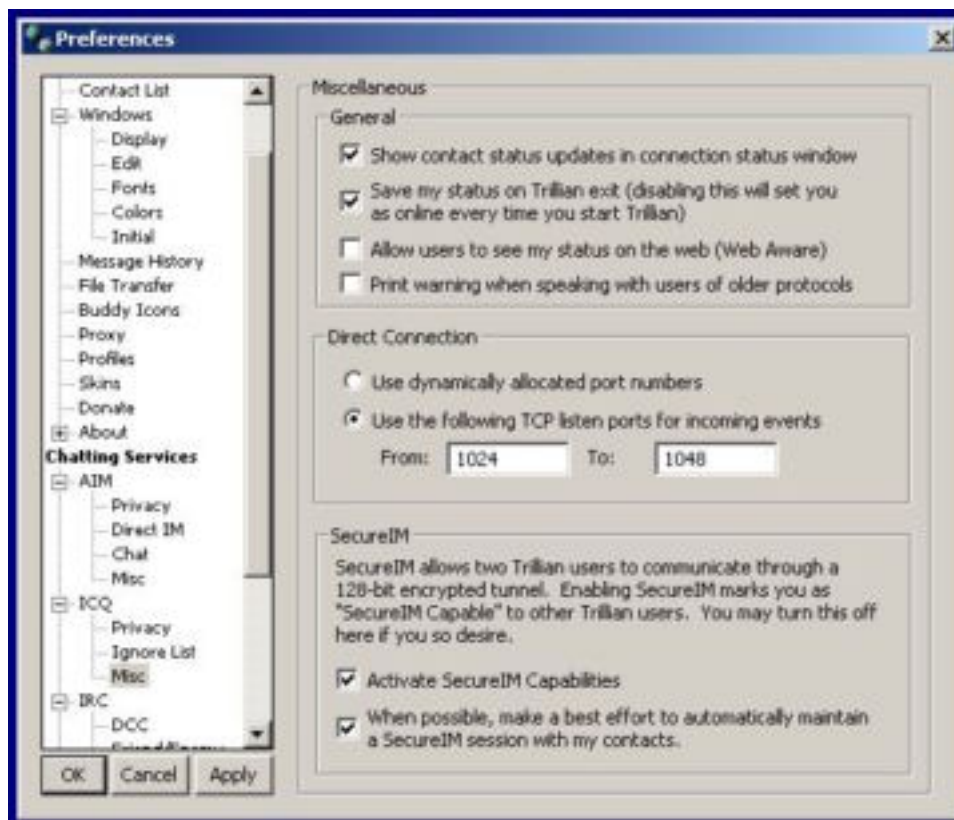 Preferences
Contact List
Windows
Display
Edit
Fonts
Colors
Initial
Message History
File Transfer
Buddy Icons
Proxy
Profiles
Skins
Donate
About
Chatting Services
AIM
Privacy
Direct IM
Chat
Misc
ICQ
Privacy
Ignore List
Misc
IRC
DCC
OK Cancel Apply
Miscellaneous
General
Show contact status updates in connection status window
Save my status on Trillian exit (disabling this will set you
as online every time you start Trillian)
Allow users to see my status on the web (Web Aware)
Print warning when speaking with users of older protocols
Direct Connection
Use dynamically allocated port numbers
Use the following TCP listen ports for incoming events
From: 1024 To: 1048
SecureIM
SecureIM allows two Trillian users to communicate through a
128-bit encrypted tunnel. Enabling SecureIM marks you as
"SecureIM Capable" to other Trillian users. You may turn this off
here if you so desire.
Activate SecureIM Capabilities
When possible, make a best effort to automatically maintain
a SecureIM session with my contacts.